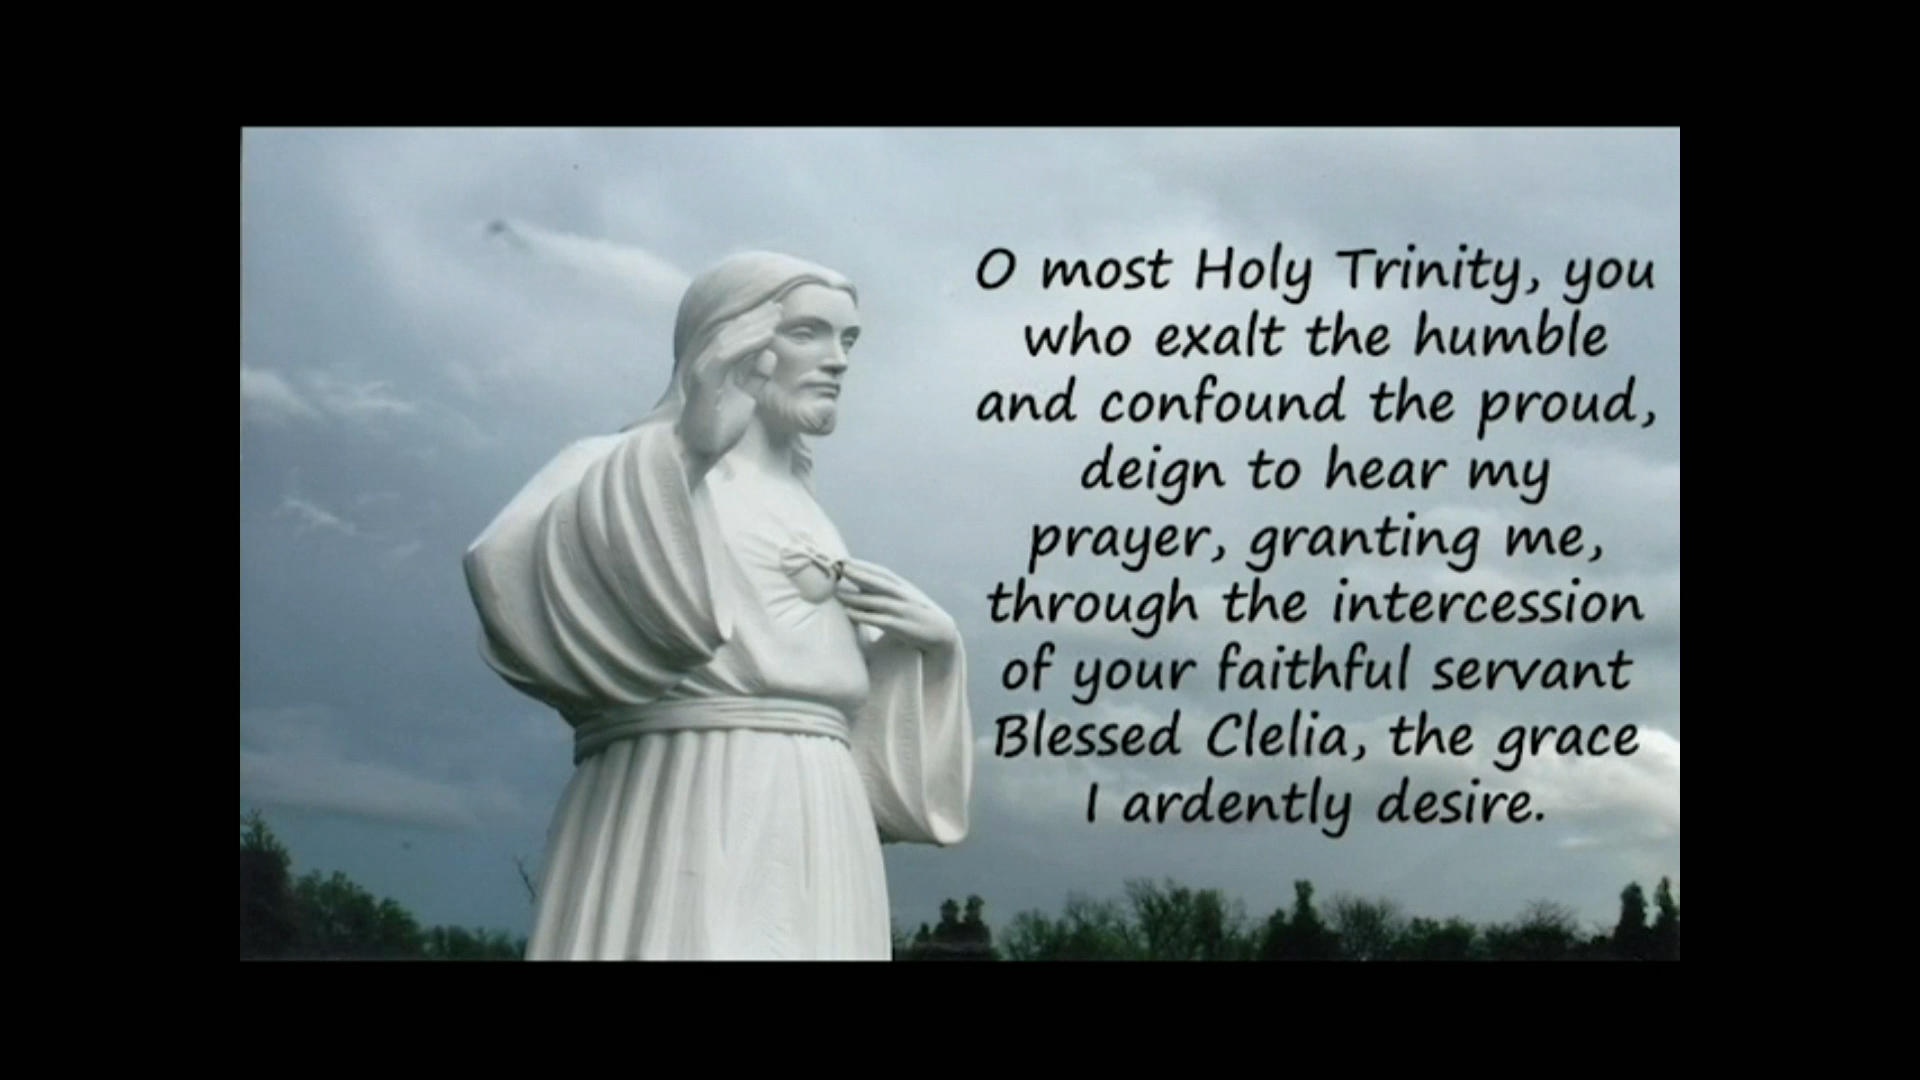 O most Holy Trinity, you
who exalt the humble
and confound the proud,
deign to hear my
prayer, granting me,
through the intercession
of your faithful servant
Blessed Clelia, the grace
I ardently desire.